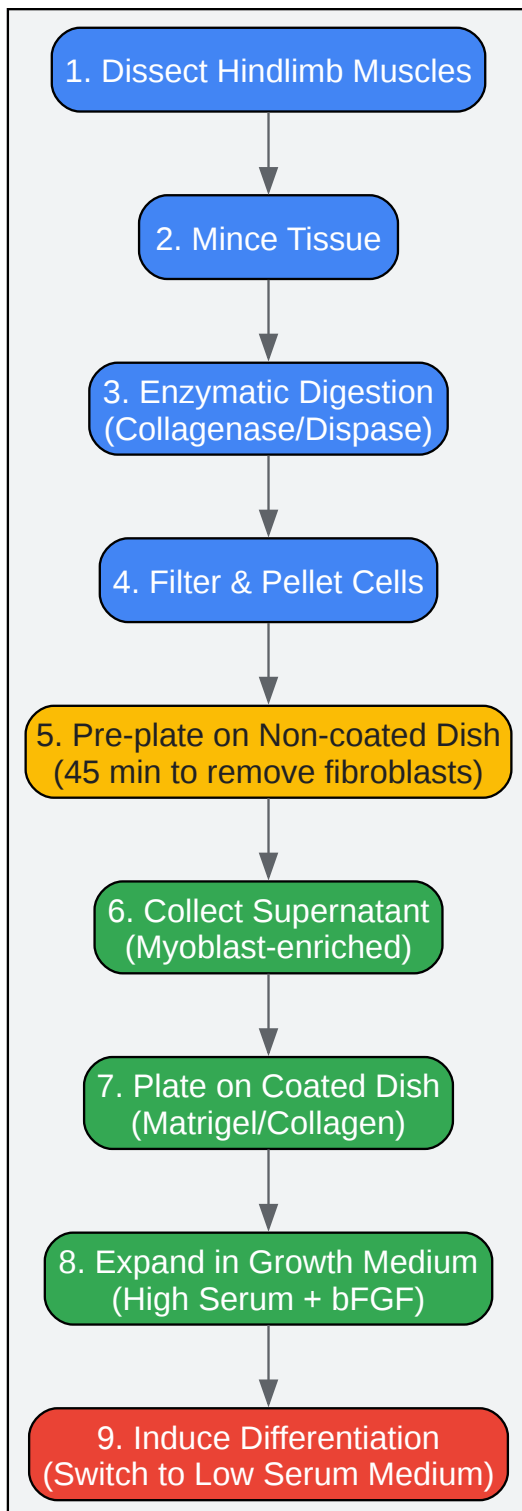 1. Dissect Hindlimb Muscles
2. Mince Tissue
3. Enzymatic Digestion
(Collagenase/Dispase)
4. Filter & Pellet Cells
5. Pre-plate on Non-coated Dish
(45 min to remove fibroblasts)
6. Collect Supernatant
(Myoblast-enriched)
7. Plate on Coated Dish
(Matrigel/Collagen)
8. Expand in Growth Medium
(High Serum + bFGF)
9. Induce Differentiation
(Switch to Low Serum Medium)